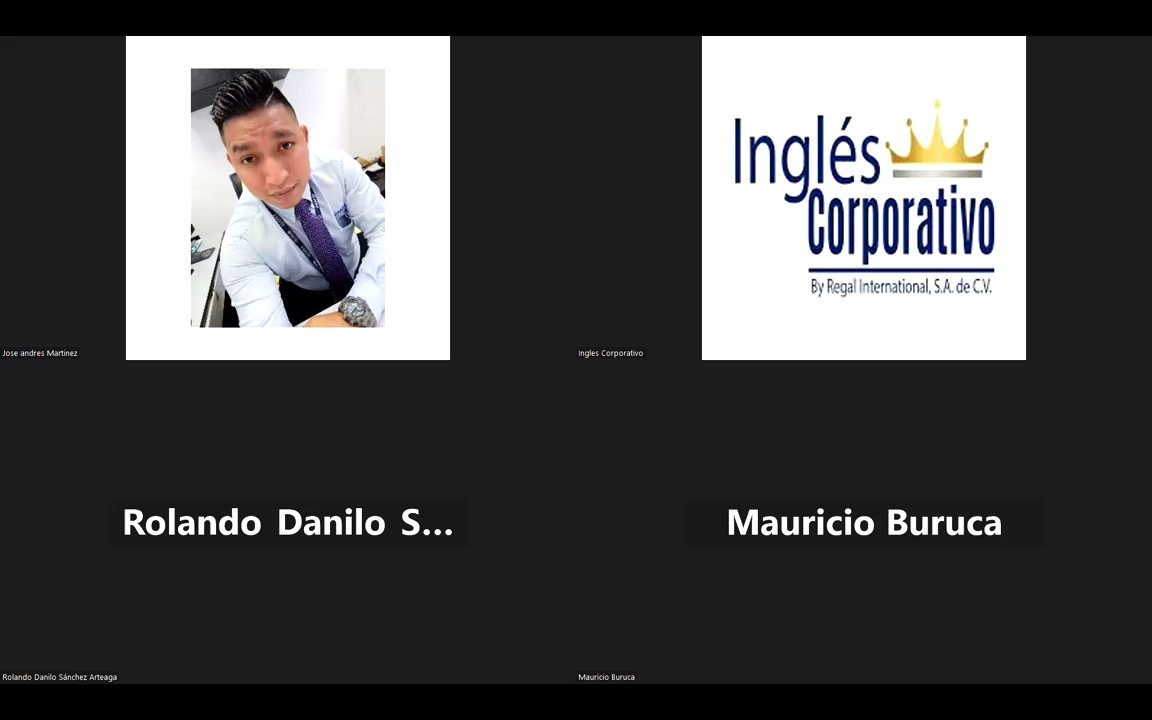 Inglés
Corporativo
By Regal International, S.A. de C.V.
Jose andres Martinez
Ingles Corporativo
Rolando Danilo S...
Mauricio Buruca
Rolando Danilo Sánchez Arteaga
Mauricio Buruca